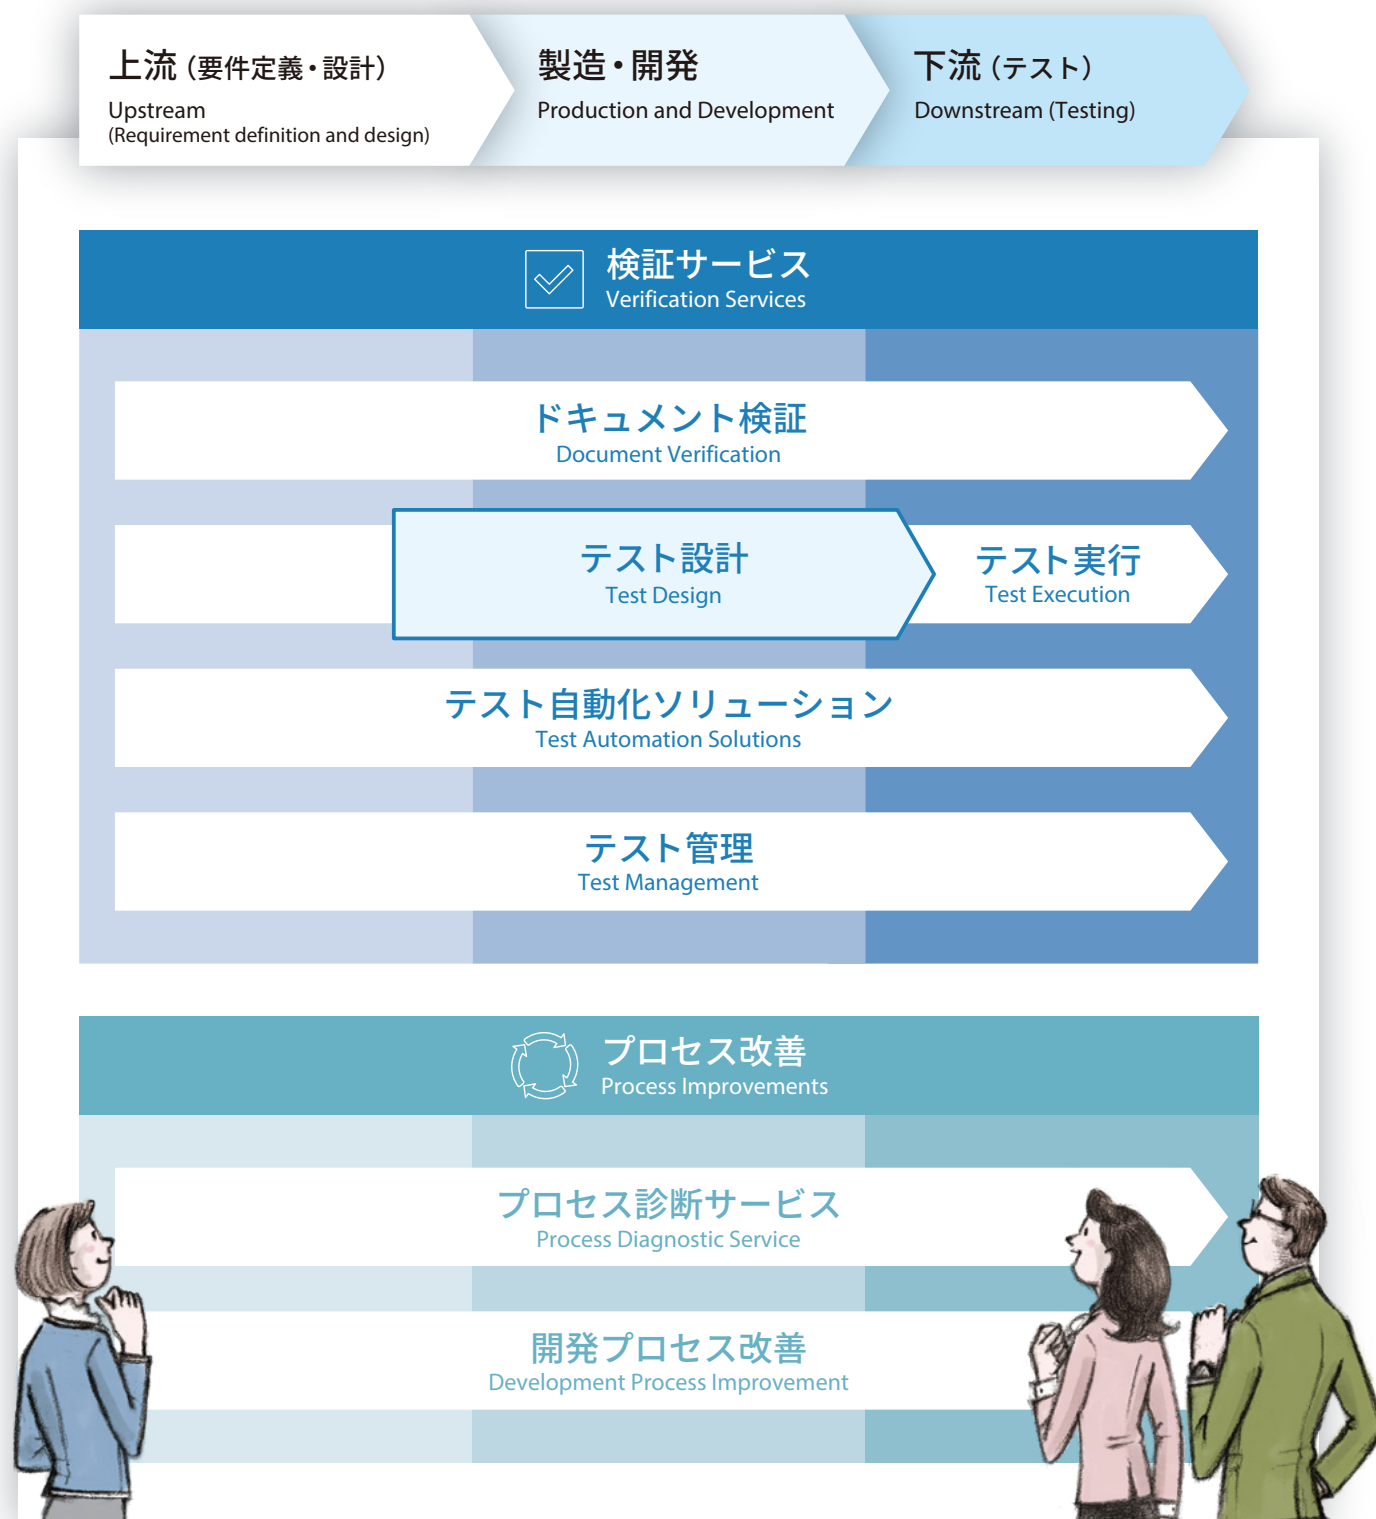 上流（要件定義・設計）
Upstream
(Requirement definition and design)
製造・開発
Production and Development
下流（テスト）
Downstream (Testing)
検証サービス
Verification Services
ドキュメント検証
Document Verification
テスト設計
Test Design
テスト実行
Test Execution
テスト自動化ソリューション
Test Automation Solutions
テスト管理
Test Management
プロセス改善
Process Improvements
プロセス診断サービス
Process Diagnostic Service
開発プロセス改善
Development Process Improvement